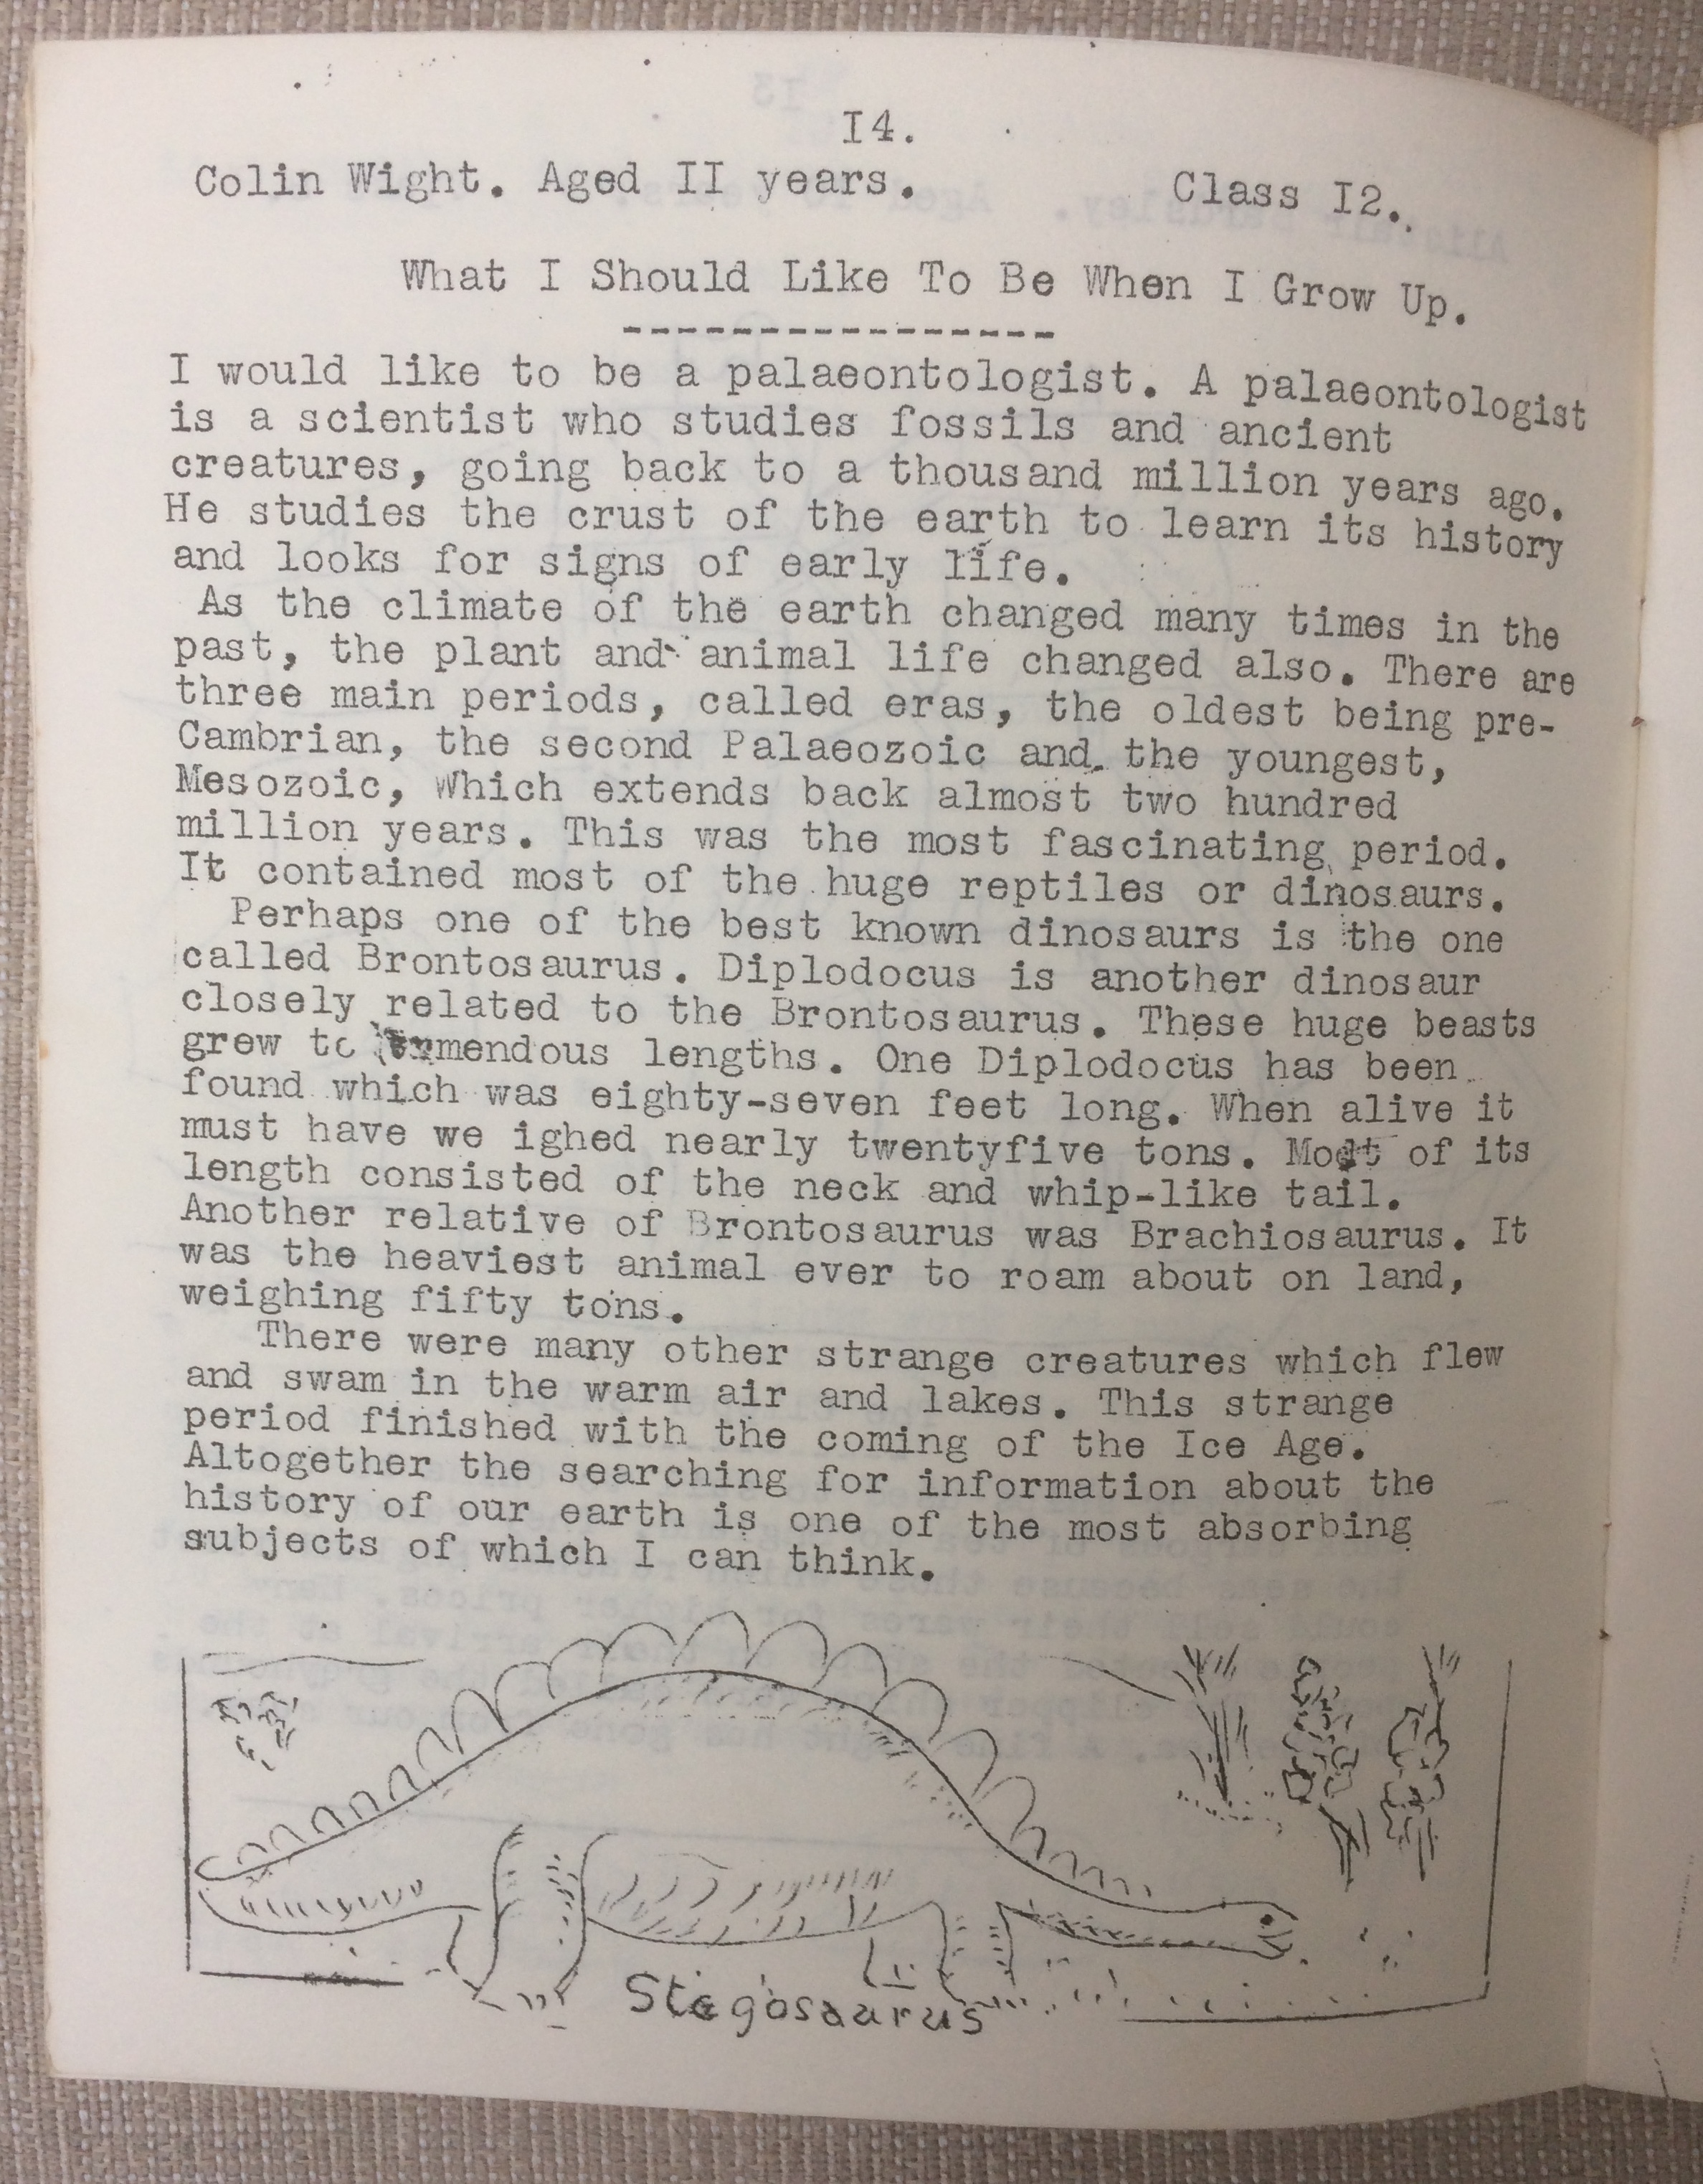 I4.
Colin Wight. Aged II years. Class I2.
What I Should Like To Be When I Grow Up.
----------------
I would like to be a palaeontologist. A palaeontologist
is a scientist who studies fossils and ancient
creatures, going back to a thousand million years ago.
He studies the crust of the earth to learn its history
and looks for signs of early life.
As the climate of the earth changed many times in the
past, the plant and animal life changed also. There are
three main periods, called eras, the oldest being pre-
Cambrian, the second Palaeozoic and the youngest,
Mesozoic, Which extends back almost two hundred
million years. This was the most fascinating period.
It contained most of the huge reptiles or dinosaurs.
Perhaps one of the best known dinosaurs is the one
called Brontosaurus. Diplodocus is another dinosaur
closely related to the Brontosaurus. These huge beasts
grew to tremendous lengths. One Diplodocus has been
found which was eighty-seven feet long. When alive it
must have we ighed nearly twentyfive tons. Most of its
length consisted of the neck and whip-like tail.
Another relative of Brontosaurus was Brachiosaurus. It
was the heaviest animal ever to roam about on land,
weighing fifty tons.
There were many other strange creatures which flew
and swam in the warm air and lakes. This strange
period finished with the coming of the Ice Age.
Altogether the searching for information about the
history of our earth is one of the most absorbing
subjects of which I can think.
Stegosaurus